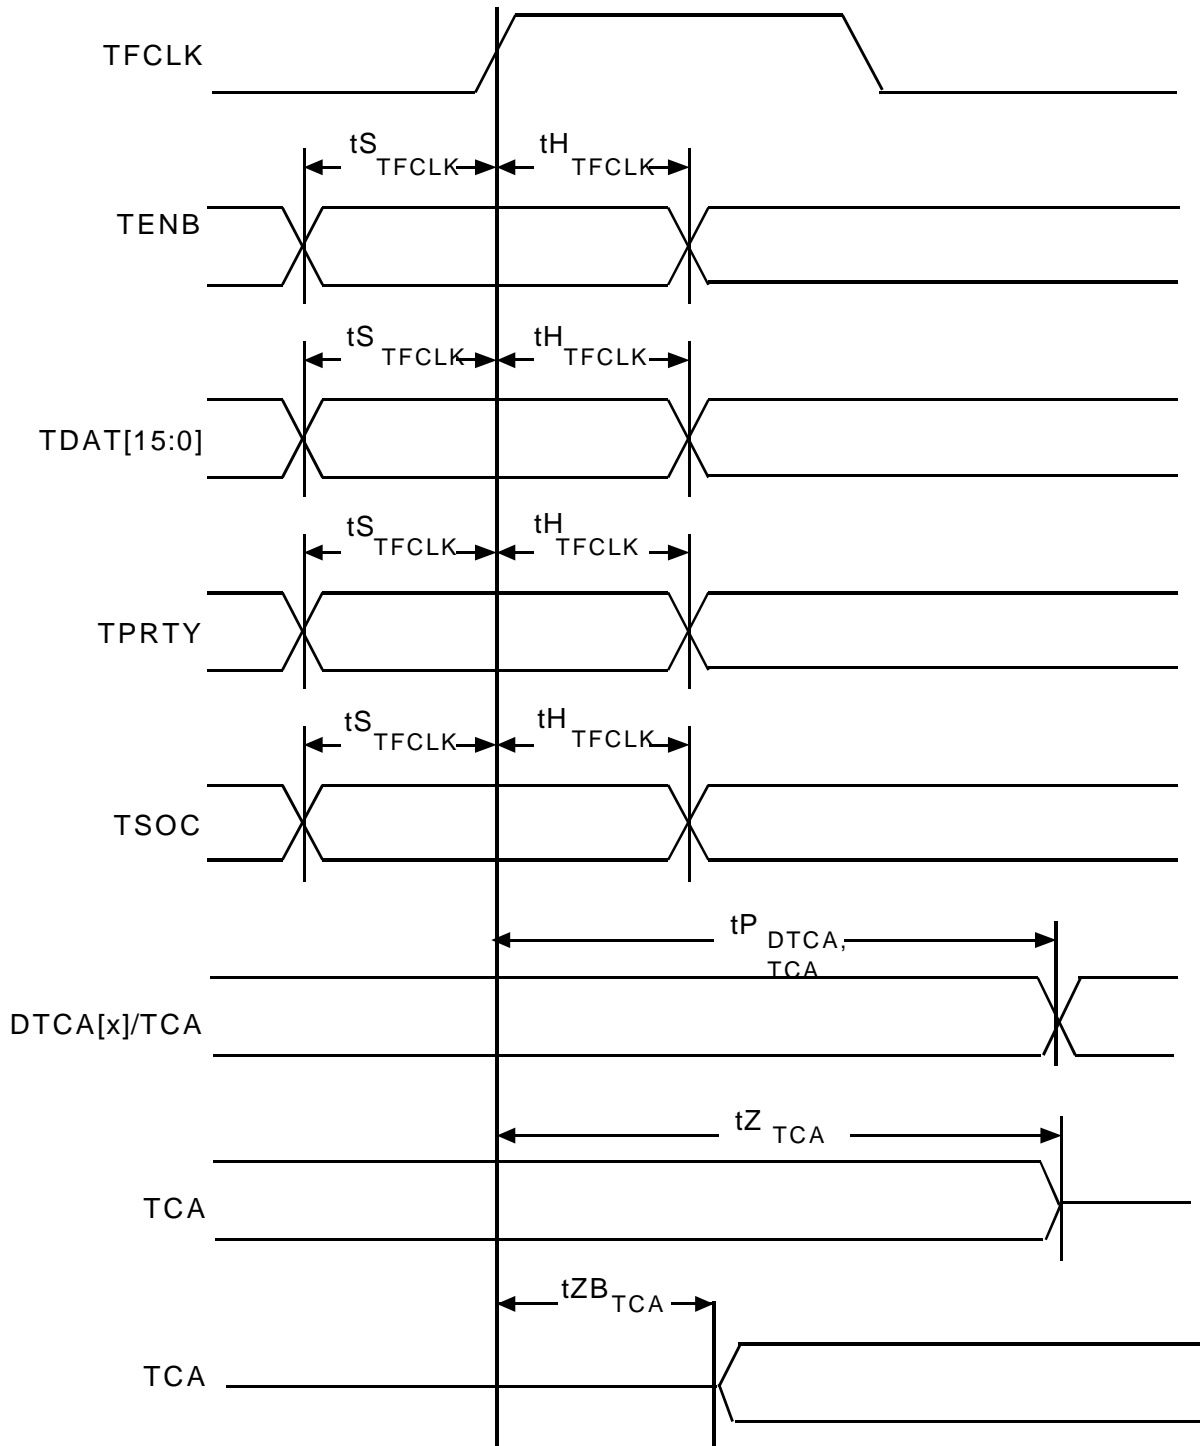 TFCLK
tS TFCLK tH TFCLK
TENB
tS TFCLK tH TFCLK
TDAT[15:0]
tS TFCLK tH TFCLK
TPRTY
tS TFCLK tH TFCLK
TSOC
tP DTCA,
TCA
DTCA[x]/TCA
tZ TCA
TCA
tZB TCA
TCA